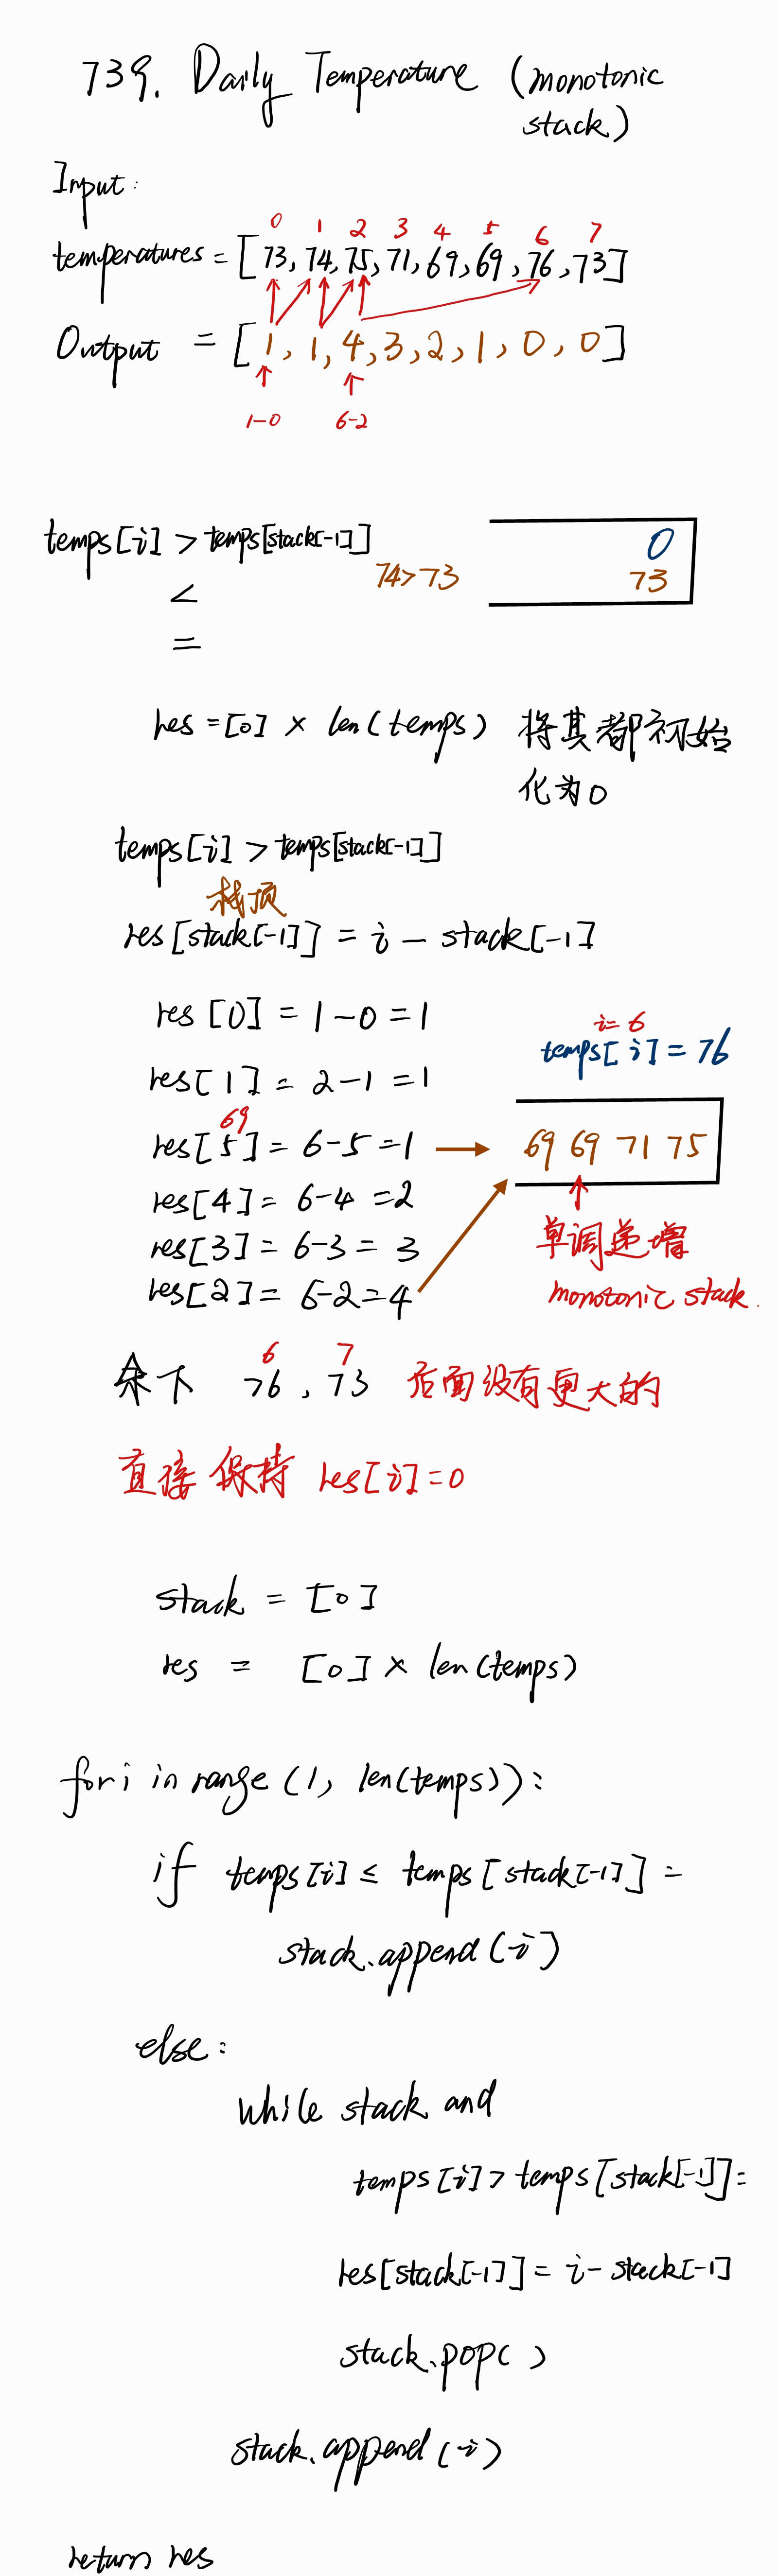 739. Daily Temperature (monotonic
stack)
Input:
0 1 2 3 4 5 6 7
temperatures = [73, 74, 75, 71, 69, 69, 76, 73]
Output = [1, 1, 4, 3, 2, 1, 0, 0]
1-0 6-2
temps[i] > temps[stack[-1]]
0
74>73 73
<
=
res = [0] × len(temps) 将其都初始
化为0
temps[i] > temps[stack[-1]]
栈顶
res[stack[-1]] = i - stack[-1]
res[0] = 1-0 = 1
i=6
temps[i] = 76
res[1] = 2-1 = 1
69
res[5] = 6-5 = 1 69 69 71 75
res[4] = 6-4 = 2
单调递增
res[3] = 6-3 = 3
res[2] = 6-2 = 4
monotonic stack.
6 7
余下 76, 73 后面没有更大的
直接保持 res[i]=0
stack = [0]
res = [0] × len(temps)
for i in range (1, len(temps)):
if temps[i] ≤ temps[stack[-1]] =
stack.append(i)
else:
while stack and
temps[i] > temps[stack[-1]]=
res[stack[-1]] = i - stack[-1]
stack.pop()
stack.append(i)
return res